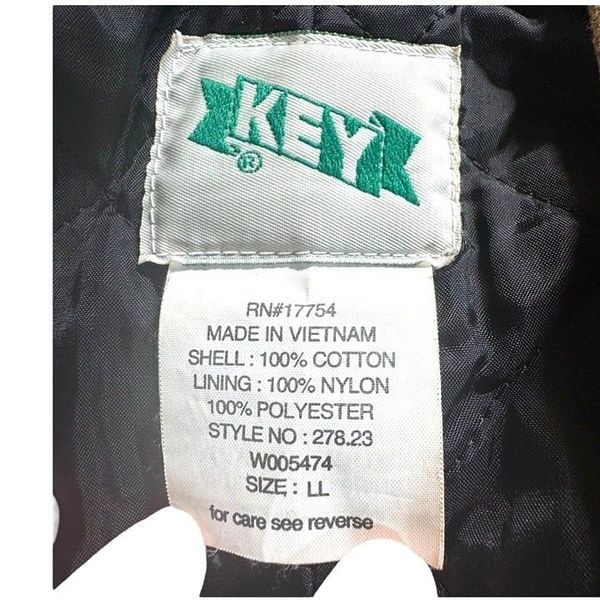 KEY
®
RN#17754
MADE IN VIETNAM
SHELL : 100% COTTON
LINING : 100% NYLON
100% POLYESTER
STYLE NO : 278.23
W005474
SIZE : LL
for care see reverse